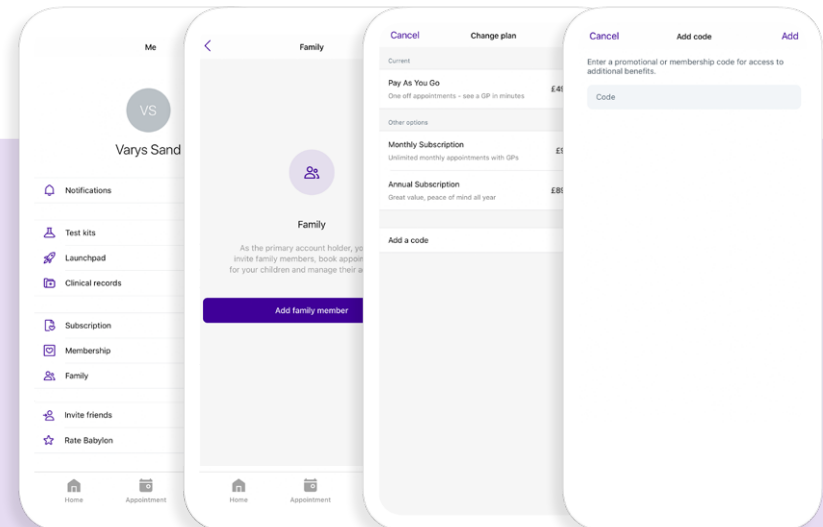 Me
VS
Varys Sand
Notifications
Test kits
Launchpad
Clinical records
Subscription
Membership
Family
Invite friends
Rate Babylon
Home
Appointment
Family
Family
As the primary account holder,
invite family members, book
for your children and manage their
Add family member
Home
Appointment
Cancel
Change plan
Current
Pay As You Go
One off appointments - see a GP in minutes
Other options
Monthly Subscription
Unlimited monthly appointments with GPs
Annual Subscription
Great value, peace of mind all year
Add a code
Cancel
Add code
Add
Enter a promotional or membership code for access to
additional benefits.
Code